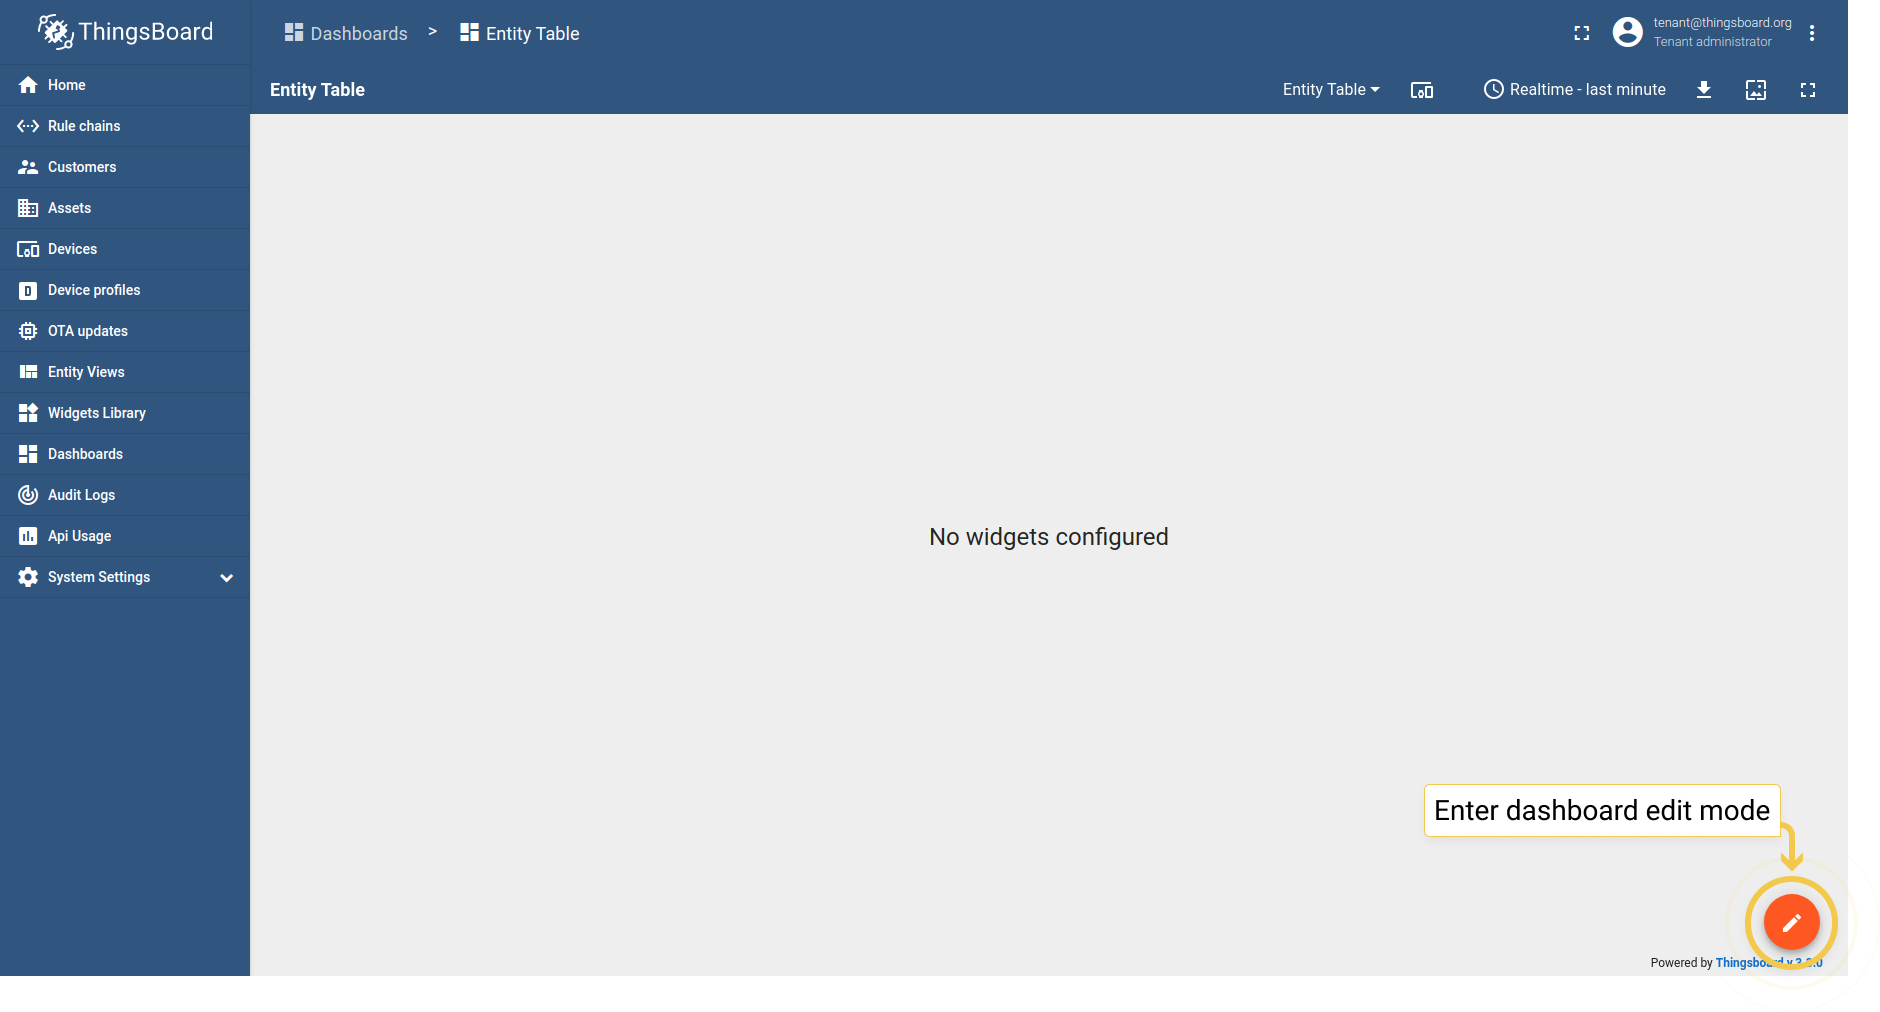 ThingsBoard
Dashboards > Entity Table
tenant@thingsboard.org
Tenant administrator
Entity Table
Entity Table
Realtime - last minute
Home
Rule chains
Customers
Assets
Devices
Device profiles
OTA updates
Entity Views
Widgets Library
Dashboards
Audit Logs
Api Usage
System Settings
No widgets configured
Enter dashboard edit mode
Powered by Thingsboard